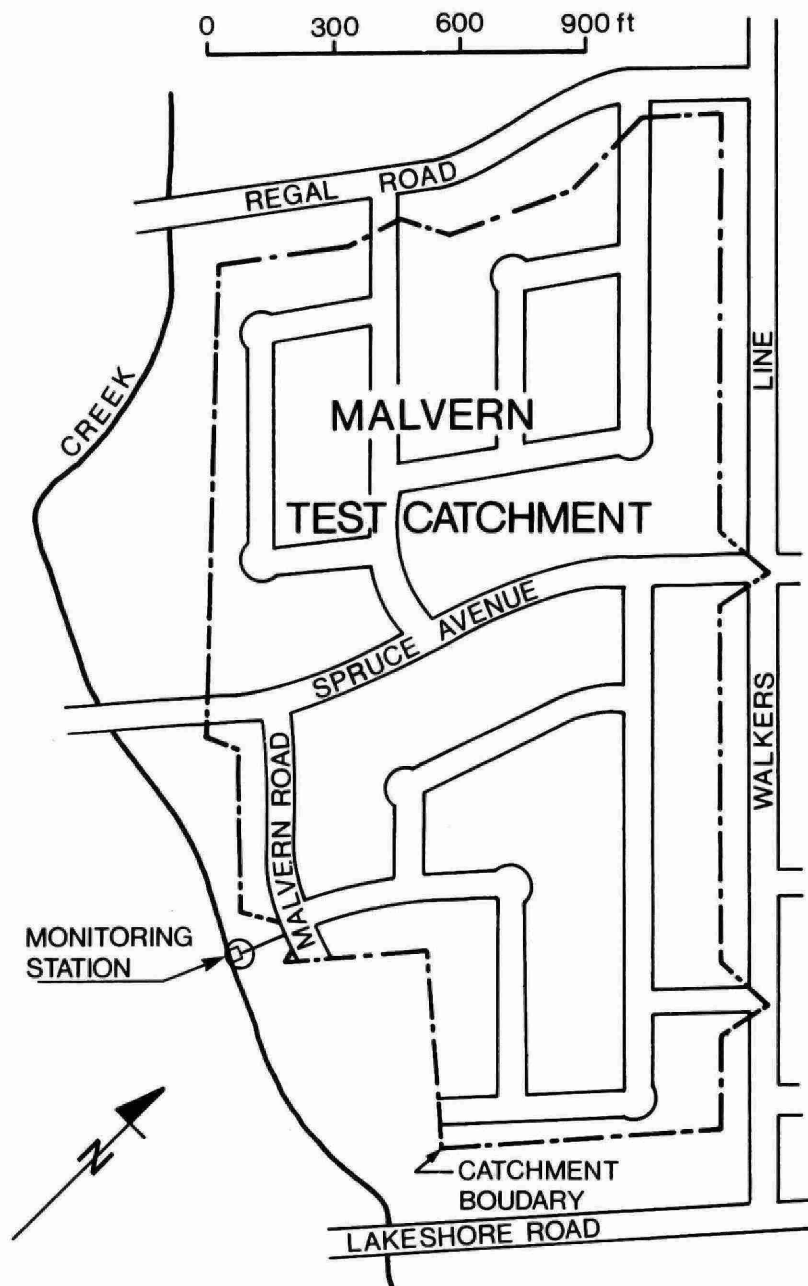 0 300 600 900 ft
REGAL ROAD
CREEK
LINE
MALVERN
TEST CATCHMENT
SPRUCE AVENUE
WALKERS
MALVERN ROAD
MONITORING
STATION
N
CATCHMENT
BOUDARY
LAKESHORE ROAD